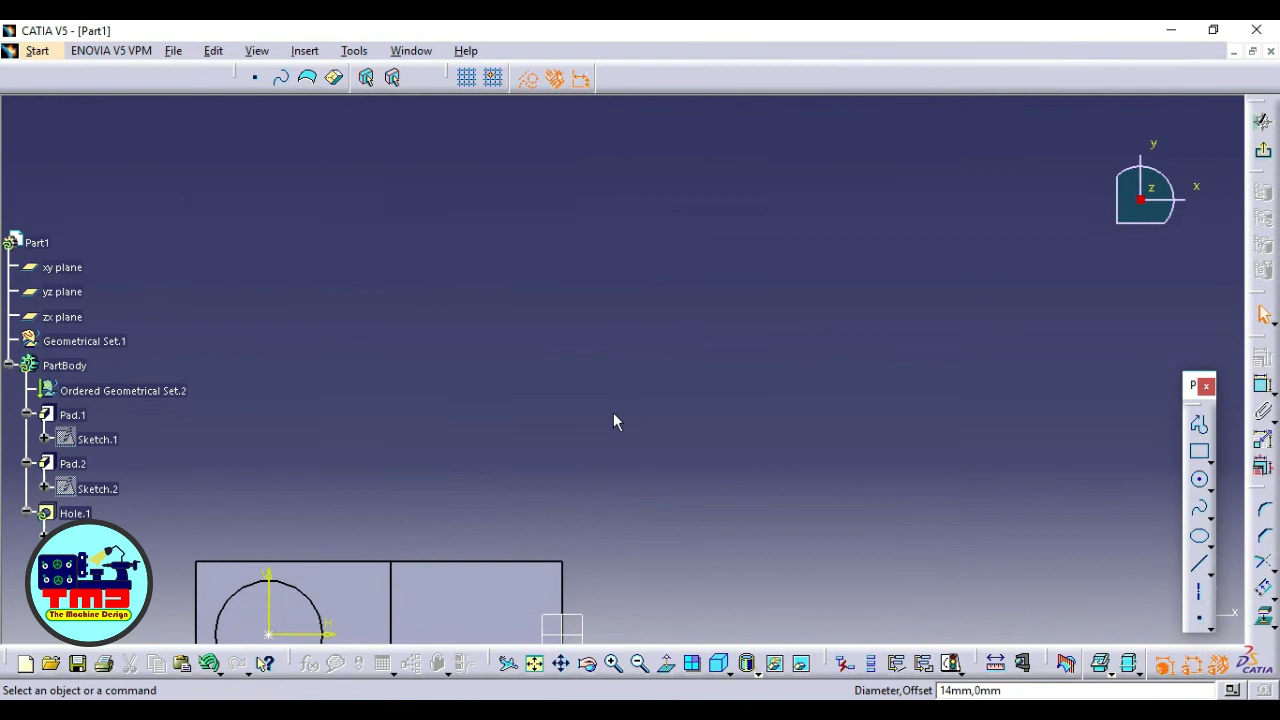 CATIA V5 - [Part1]
Start ENOVIA V5 VPM File Edit View Insert Tools Window Help
y
x
z
Part1
xy plane
yz plane
zx plane
Geometrical Set.1
PartBody
Ordered Geometrical Set.2
Pad.1
Sketch.1
Pad.2
Sketch.2
Hole.1
P
TMD
The Machine Design
V
H
x
CATIA
Select an object or a command
Diameter,Offset 14mm,0mm